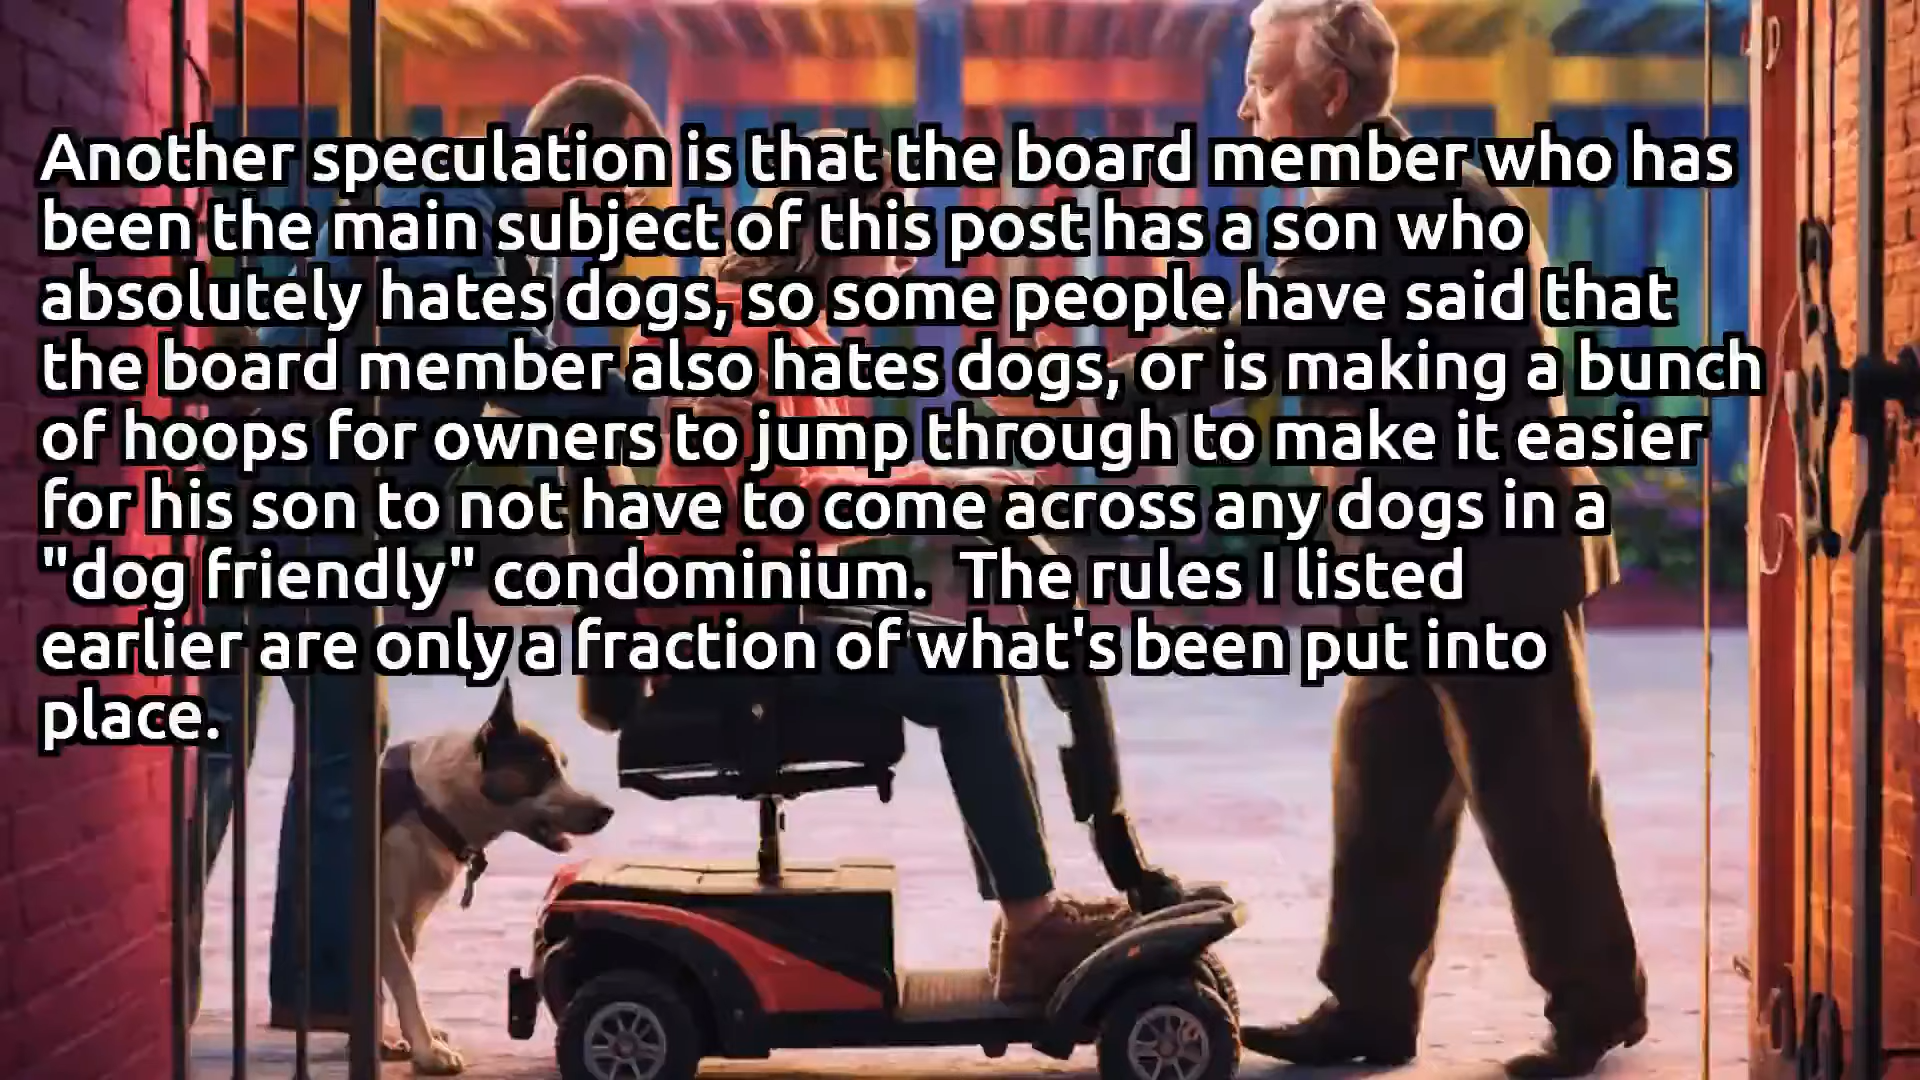 Another speculation is that the board member who has
been the main subject of this post has a son who
absolutely hates dogs, so some people have said that
the board member also hates dogs, or is making a bunch
of hoops for owners to jump through to make it easier
for his son to not have to come across any dogs in a
"dog friendly" condominium.  The rules I listed
earlier are only a fraction of what's been put into
place.